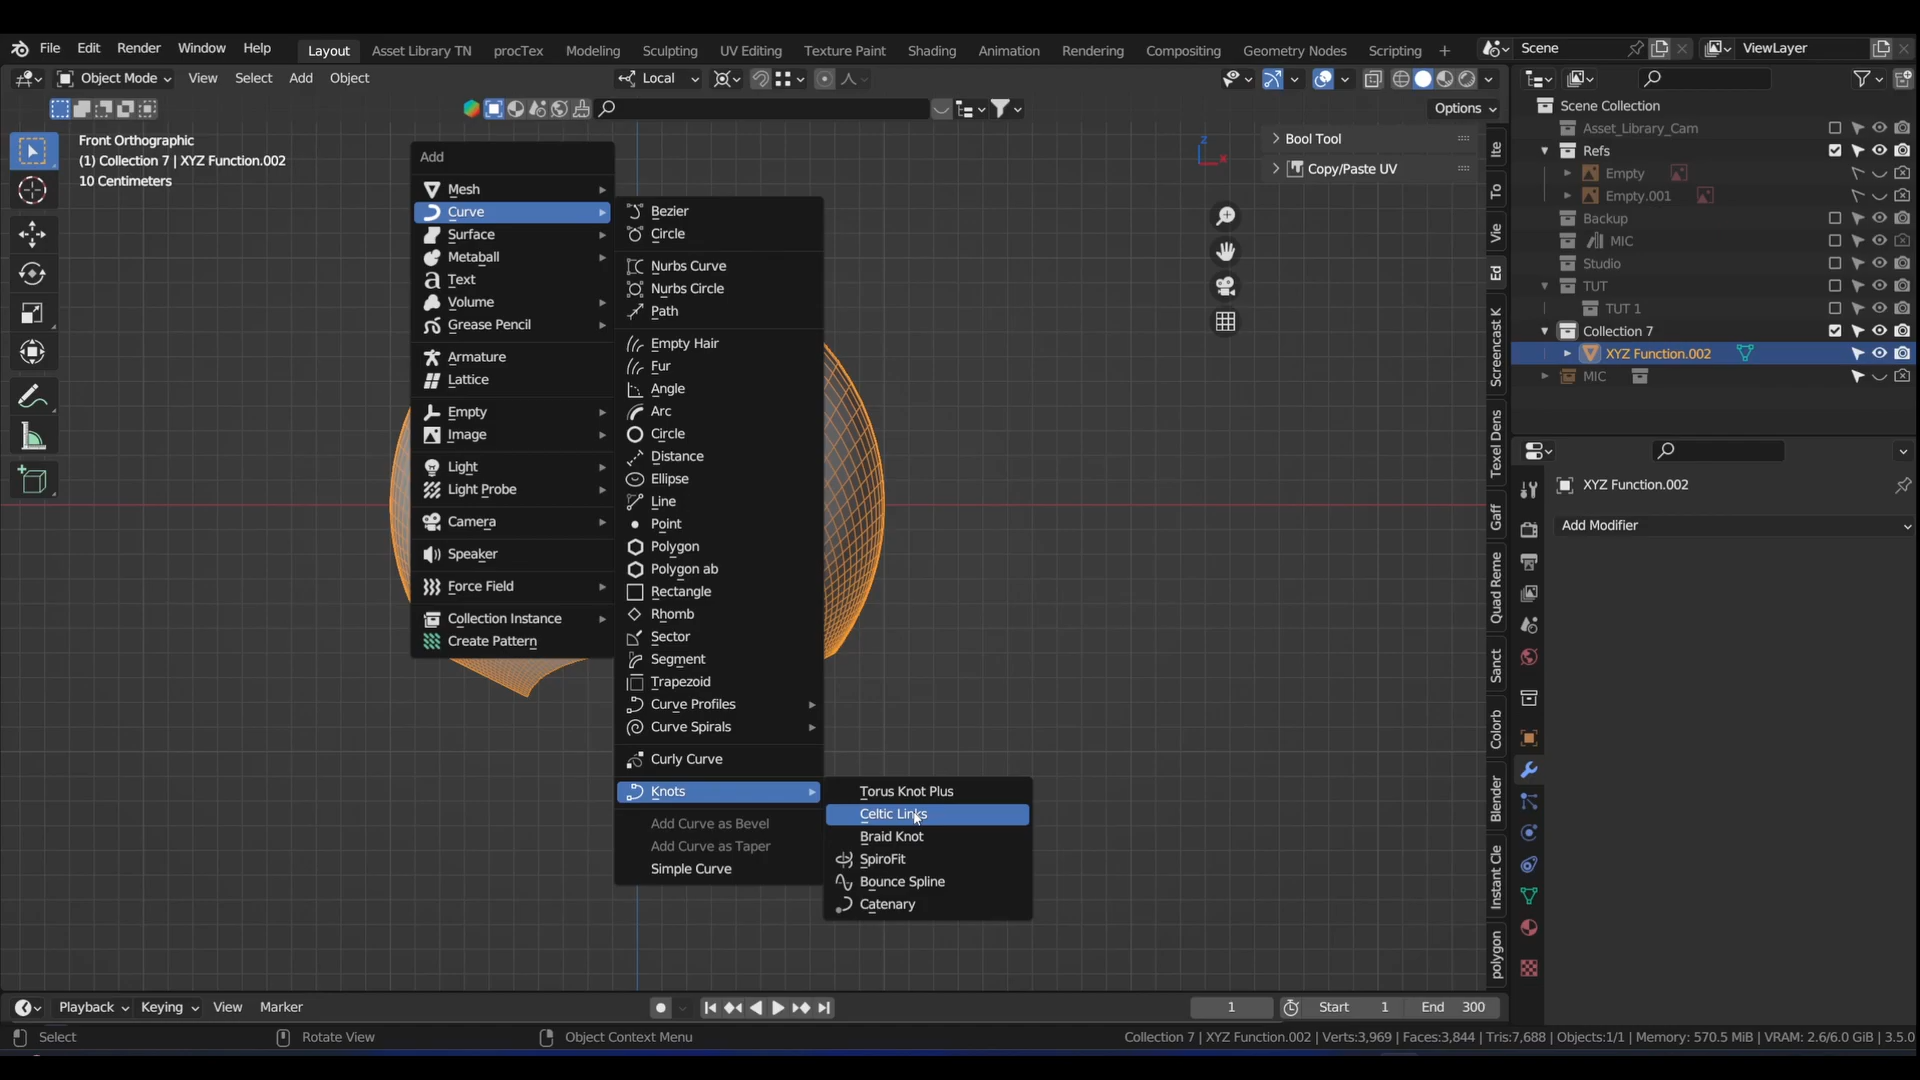 File Edit Render Window Help Layout Asset Library TN procTex Modeling Sculpting UV Editing Texture Paint Shading Animation Rendering Compositing Geometry Nodes Scripting + Scene ViewLayer
Object Mode View Select Add Object Local
Options
Front Orthographic
(1) Collection 7 | XYZ Function.002
10 Centimeters
Add
Mesh
Curve
Surface
Metaball
Text
Volume
Grease Pencil
Armature
Lattice
Empty
Image
Light
Light Probe
Camera
Speaker
Force Field
Collection Instance
Create Pattern
Bezier
Circle
Nurbs Curve
Nurbs Circle
Path
Empty Hair
Fur
Angle
Arc
Circle
Distance
Ellipse
Line
Point
Polygon
Polygon ab
Rectangle
Rhomb
Sector
Segment
Trapezoid
Curve Profiles
Curve Spirals
Curly Curve
Knots
Add Curve as Bevel
Add Curve as Taper
Simple Curve
Torus Knot Plus
Celtic Links
Braid Knot
SpiroFit
Bounce Spline
Catenary
z
x
Bool Tool
Copy/Paste UV
Ite
To
Vie
Ed
Screencast K
Texel Dens
Gaff
Quad Reme
Sanct
Colorb
Blender
Instant Cle
polygon
Scene Collection
Asset_Library_Cam
Refs
Empty
Empty.001
Backup
MIC
Studio
TUT
TUT 1
Collection 7
XYZ Function.002
MIC
XYZ Function.002
Add Modifier
Playback Keying View Marker 1 Start 1 End 300
Select Rotate View Object Context Menu Collection 7 | XYZ Function.002 | Verts:3,969 | Faces:3,844 | Tris:7,688 | Objects:1/1 | Memory: 570.5 MiB | VRAM: 2.6/6.0 GiB | 3.5.0